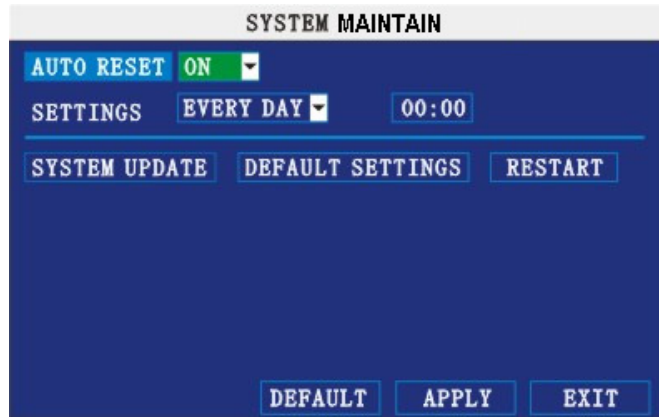 SYSTEM MAINTAIN
AUTO RESET ON
SETTINGS EVERY DAY 00:00
SYSTEM UPDATE DEFAULT SETTINGS RESTART
DEFAULT APPLY EXIT